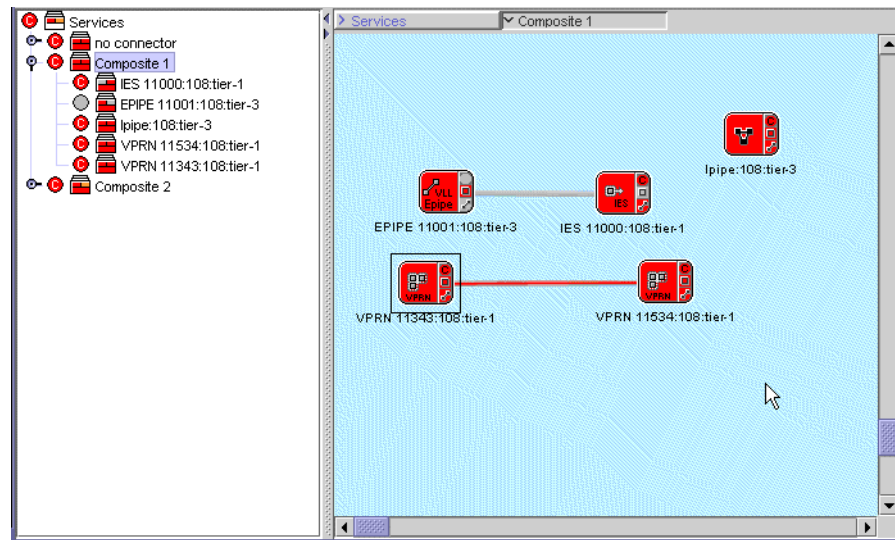 Services
no connector
Composite 1
IES 11000:108:tier-1
EPIPE 11001:108:tier-3
Ipipe:108:tier-3
VPRN 11534:108:tier-1
VPRN 11343:108:tier-1
Composite 2
> Services
Composite 1
C
Ipipe:108:tier-3
VLL
Epipe
EPIPE 11001:108:tier-3
C
IES
IES 11000:108:tier-1
C
VPRN
VPRN 11343:108:tier-1
C
VPRN
VPRN 11534:108:tier-1